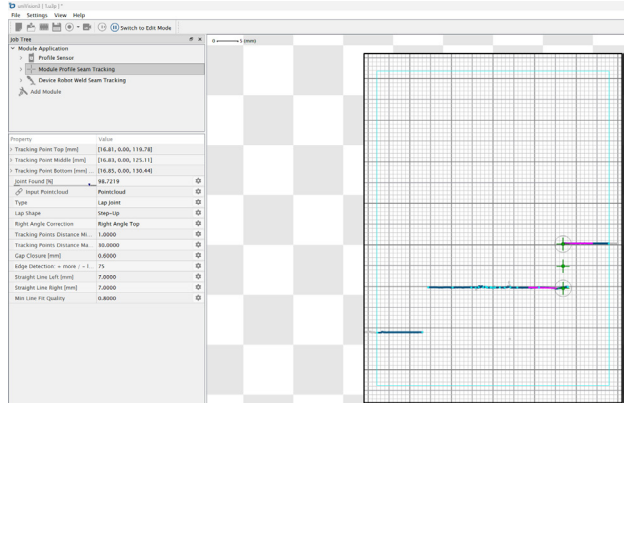 uniVision3 | 1.u3p | *
File Settings View Help
Switch to Edit Mode
Job Tree
0 5 (mm)
Module Application
Profile Sensor
Module Profile Seam Tracking
Device Robot Weld Seam Tracking
Add Module
Property Value
Tracking Point Top [mm] [16.81, 0.00, 119.78]
Tracking Point Middle [mm] [16.83, 0.00, 125.11]
Tracking Point Bottom [mm] ... [16.85, 0.00, 130.44]
Joint Found [%] 98.7219
Input Pointcloud Pointcloud
Type Lap Joint
Lap Shape Step-Up
Right Angle Correction Right Angle Top
Tracking Points Distance Mi... 1.0000
Tracking Points Distance Ma... 30.0000
Gap Closure [mm] 0.6000
Edge Detection: + more / - l... 75
Straight Line Left [mm] 7.0000
Straight Line Right [mm] 7.0000
Min Line Fit Quality 0.8000